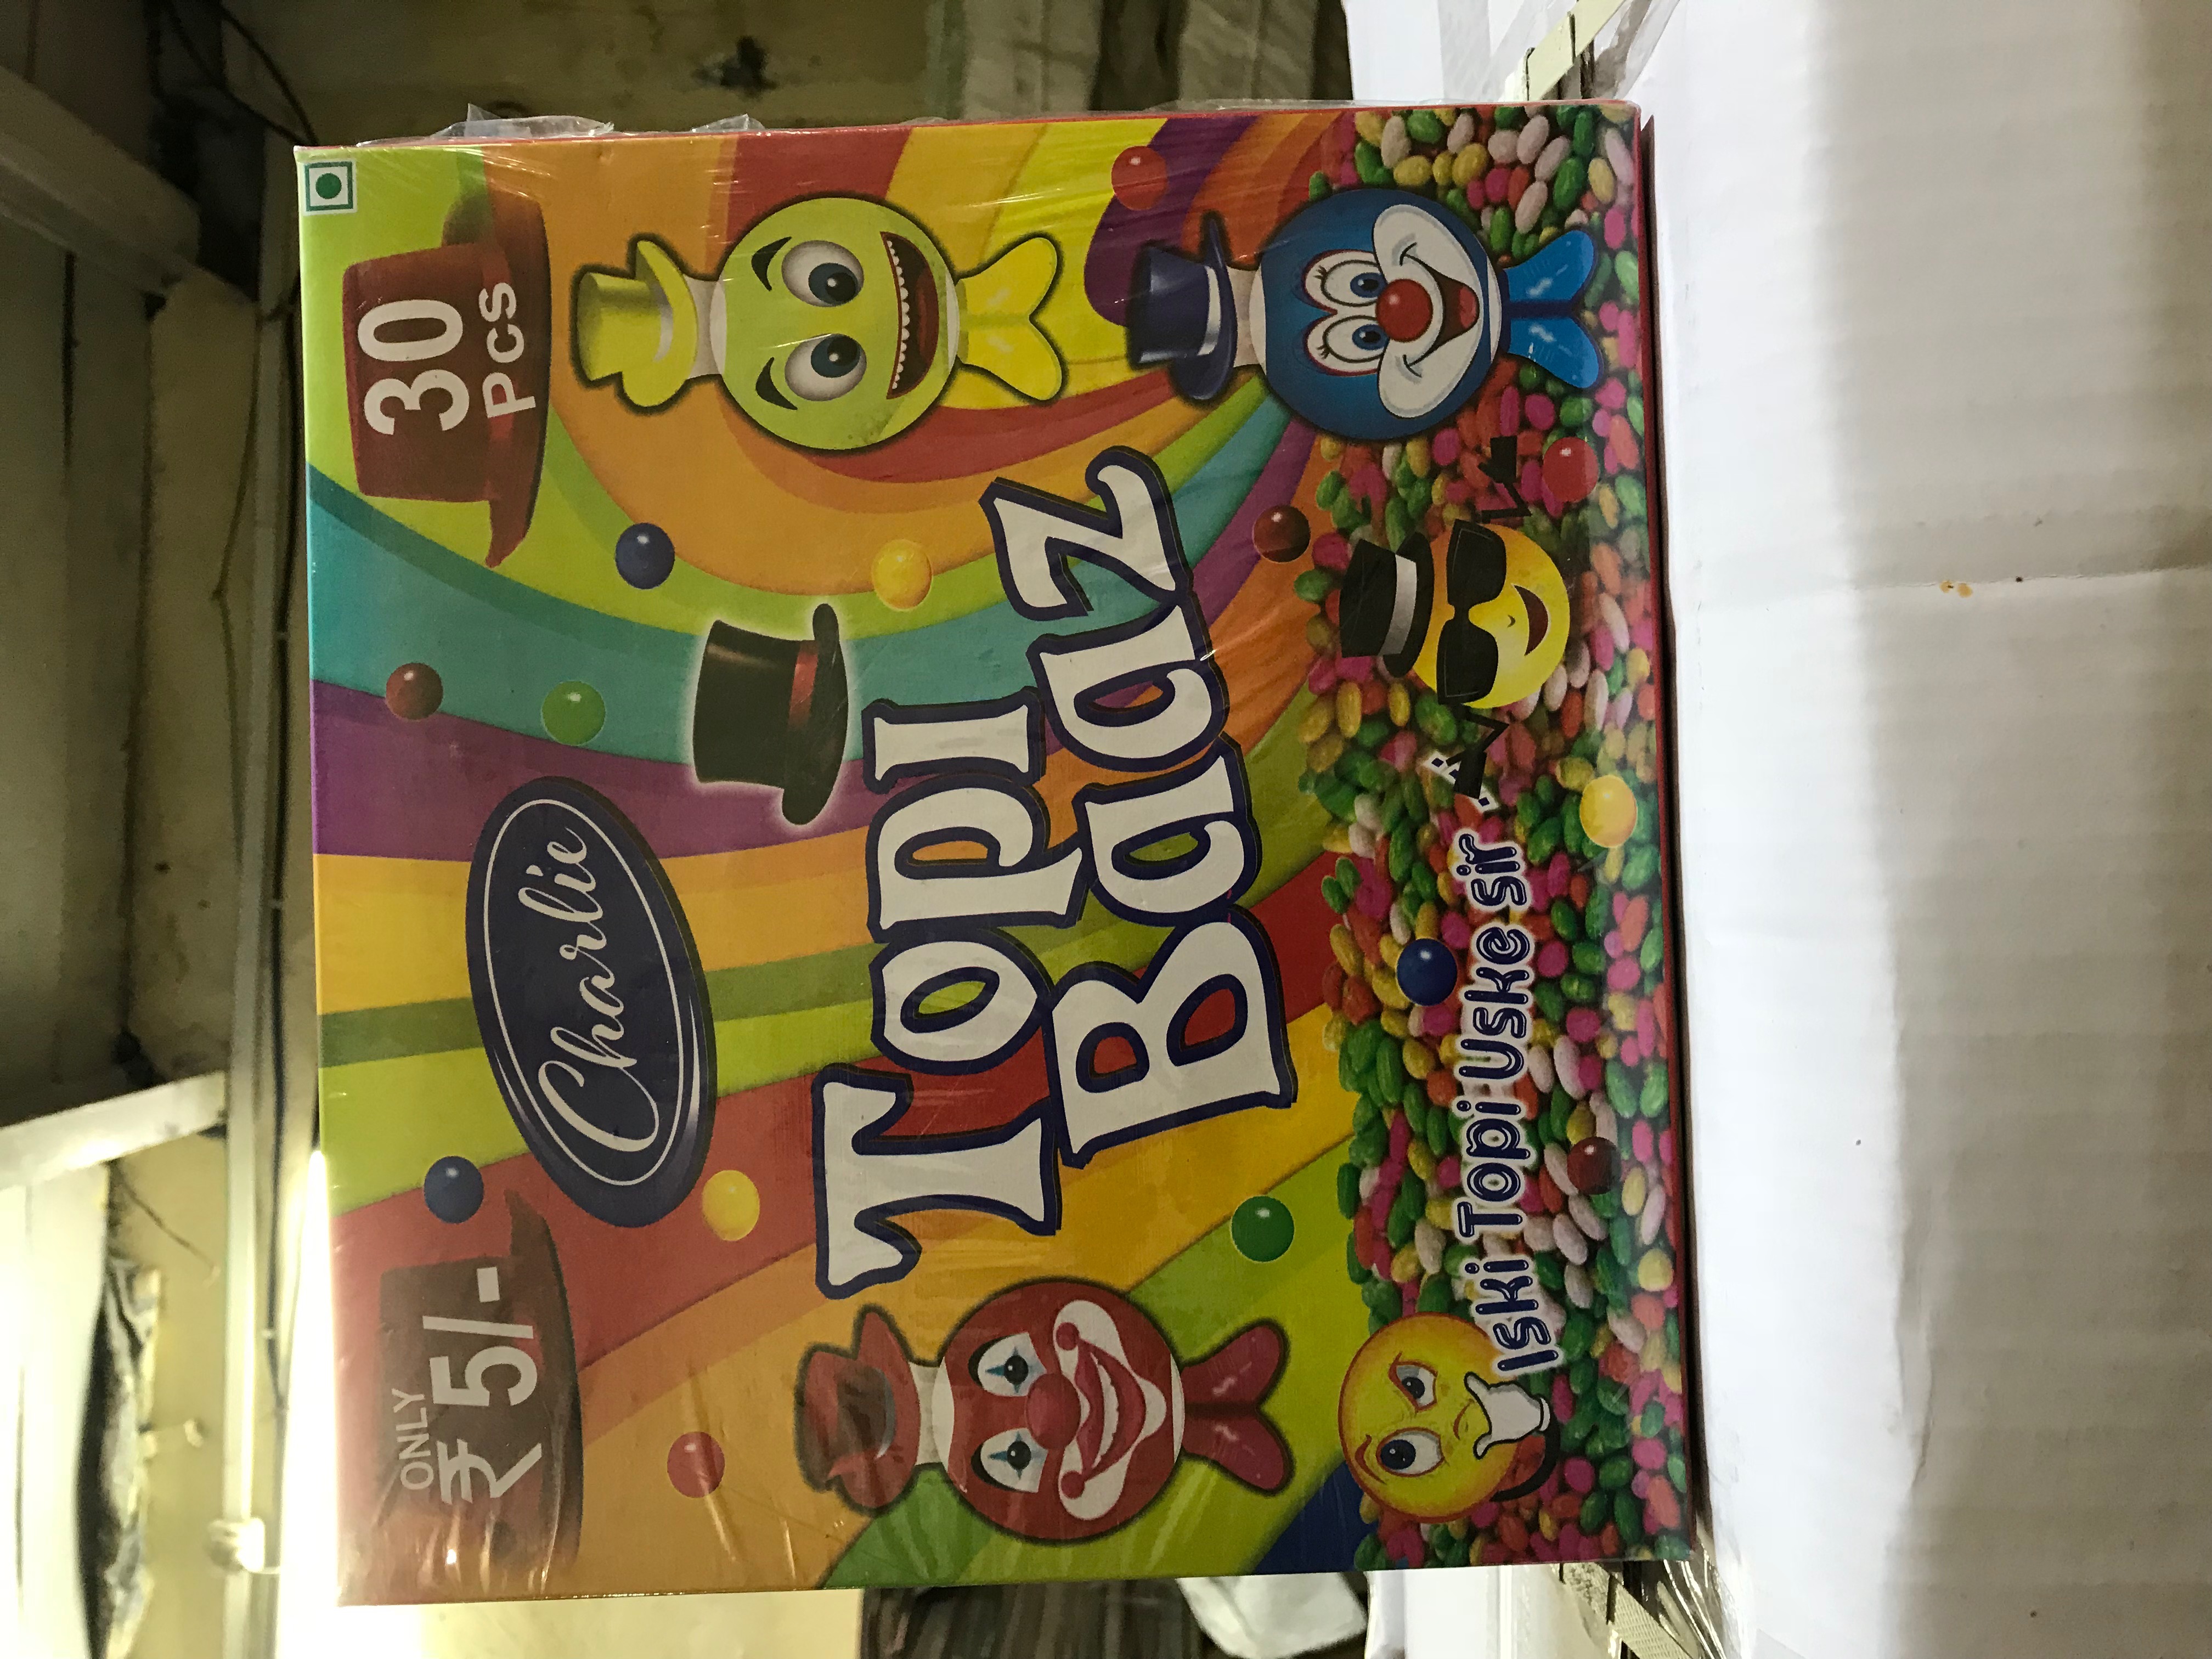 ONLY
₹ 5/-
30
Pcs
Charlie
Topi
Baaz
Iski Topi Uske sir...